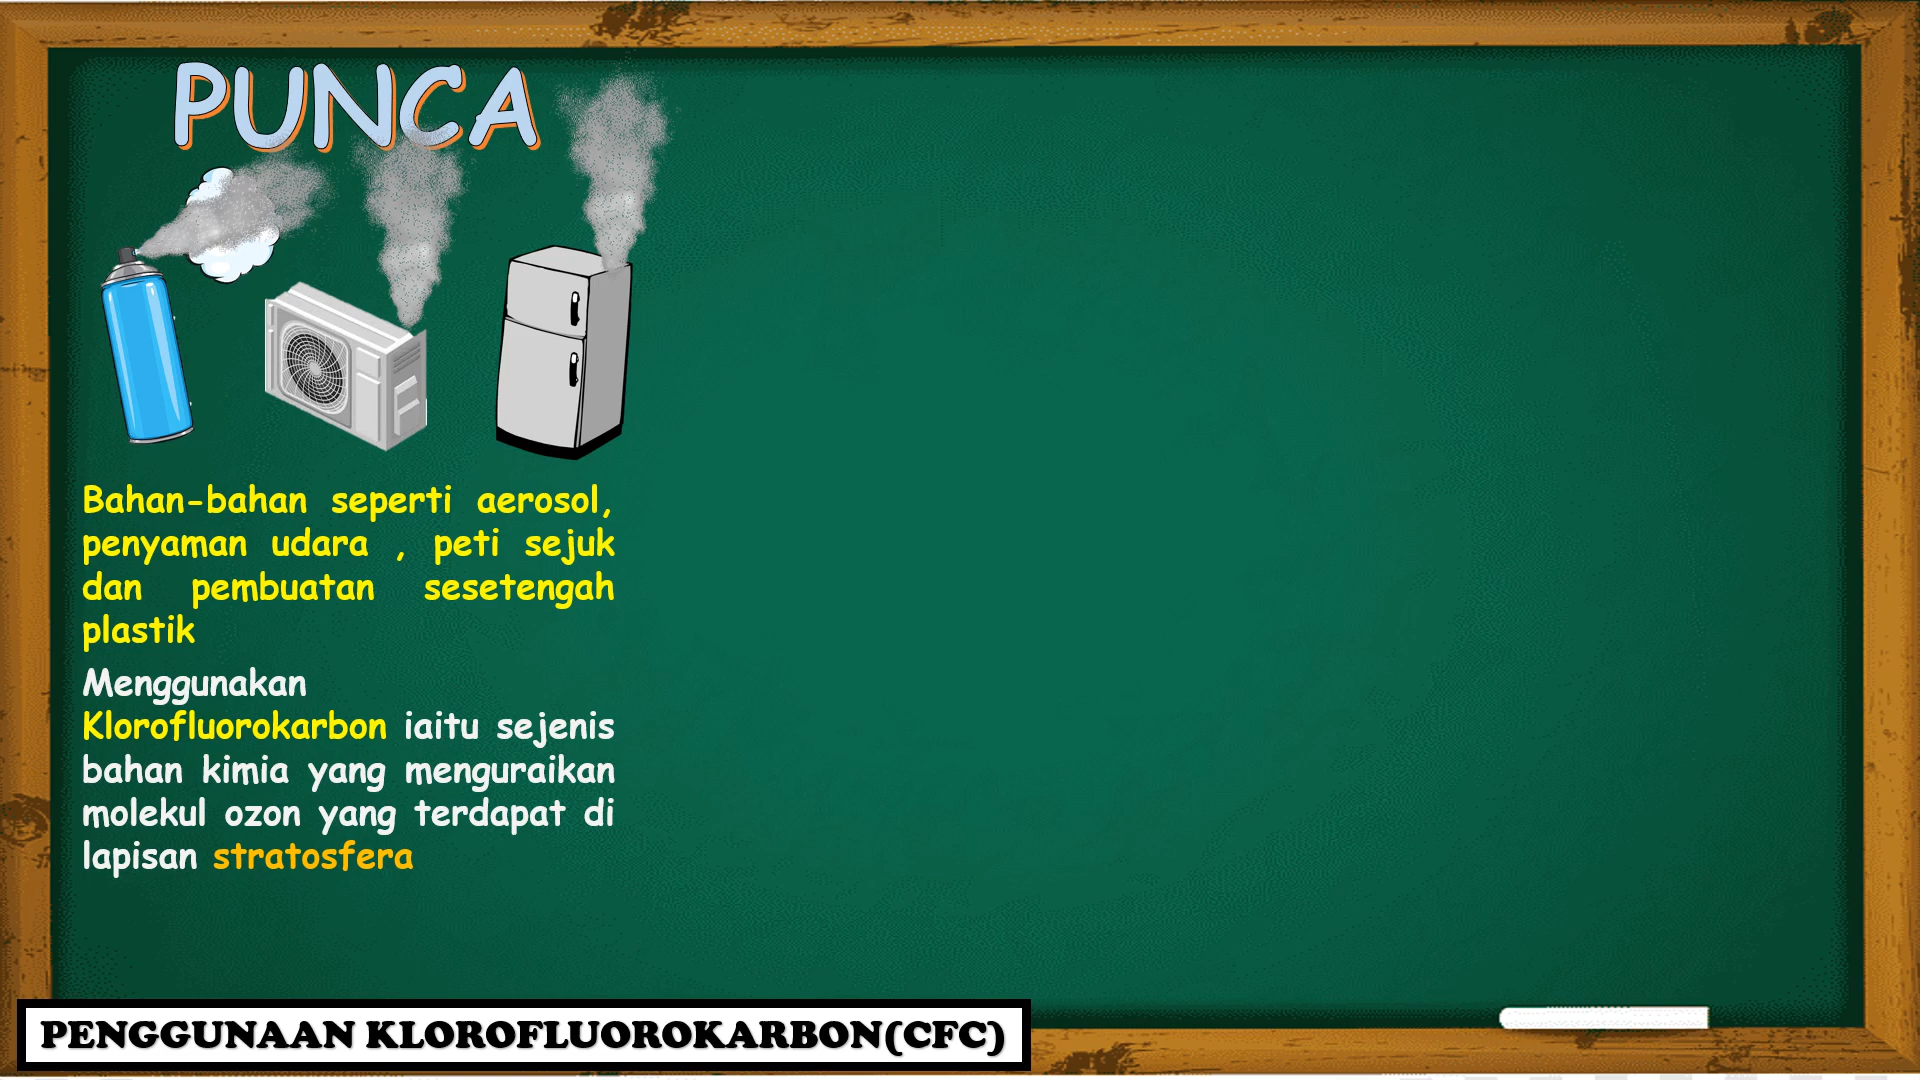 PUNCA
Bahan-bahan seperti aerosol,
penyaman udara , peti sejuk
dan pembuatan sesetengah
plastik
Menggunakan
Klorofluorokarbon iaitu sejenis
bahan kimia yang menguraikan
molekul ozon yang terdapat di
lapisan stratosfera
PENGGUNAAN KLOROFLUOROKARBON(CFC)